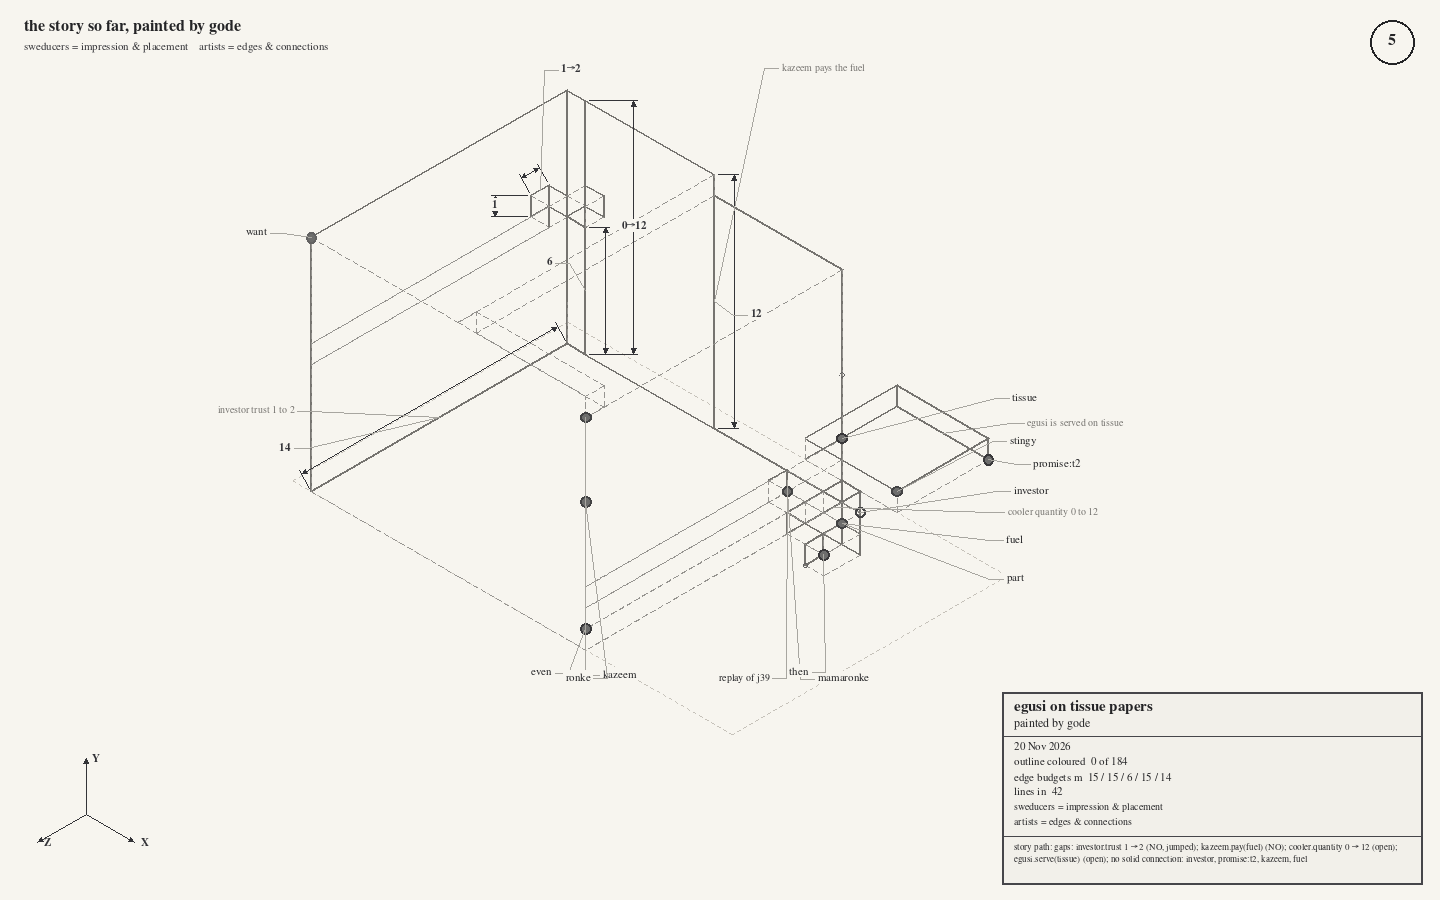 the story so far, painted by gode
sweducers = impression & placement artists = edges & connections
5
1→2
kazeem pays the fuel
1
want
0→12
6
12
investor trust 1 to 2
14
tissue
egusi is served on tissue
stingy
promise:t2
investor
cooler quantity 0 to 12
fuel
part
even
ronke
kazeem
replay of j39
then
mamaronke
egusi on tissue papers
painted by gode
20 Nov 2026
outline coloured 0 of 184
edge budgets m 15 / 15 / 6 / 15 / 14
lines in 42
sweducers = impression & placement
artists = edges & connections
story path: gaps: investor.trust 1 → 2 (NO, jumped); kazeem.pay(fuel) (NO); cooler.quantity 0 → 12 (open);
egusi.serve(tissue) (open); no solid connection: investor, promise:t2, kazeem, fuel
Y
Z
X